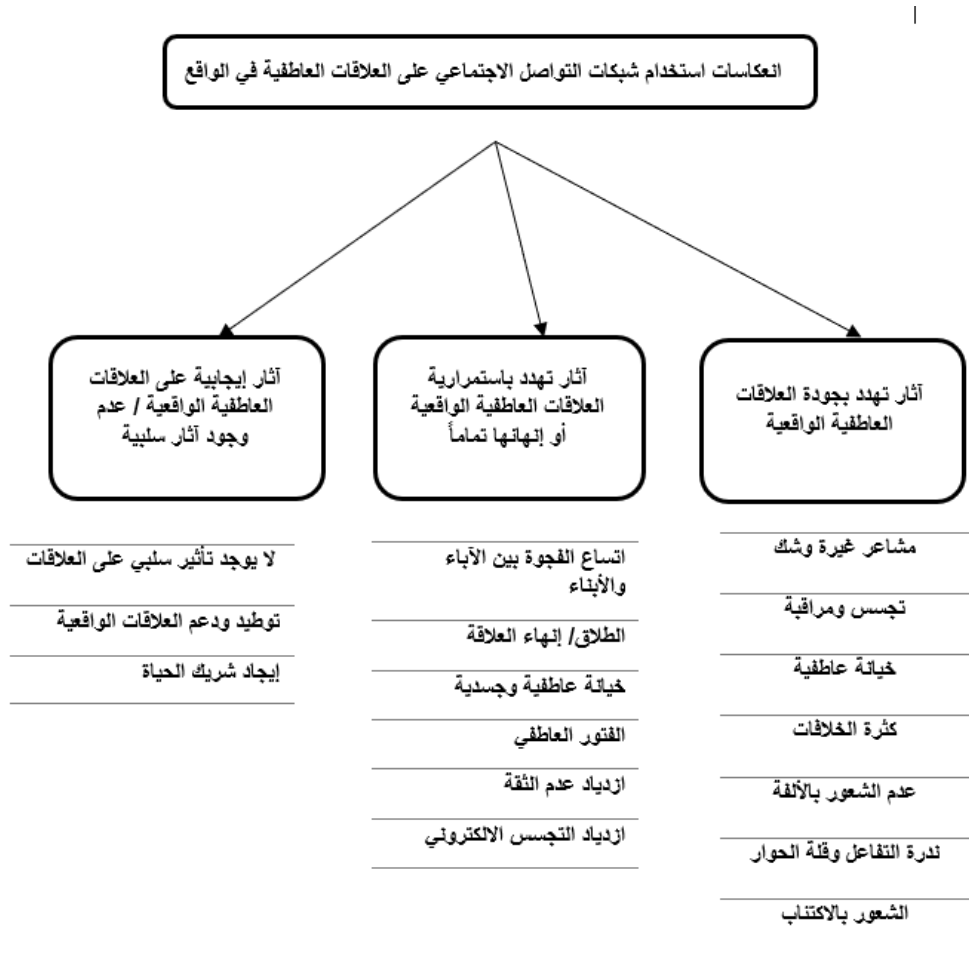 انعكاسات استخدام شبكات التواصل الاجتماعي على العلاقات العاطفية في الواقع
آثار تهدد بجودة العلاقات
العاطفية الواقعية
مشاعر غيرة وشك
تجسس ومراقبة
خيانة عاطفية
كثرة الخلافات
عدم الشعور بالألفة
ندرة التفاعل وقلة الحوار
الشعور بالاكتئاب
آثار تهدد باستمرارية
العلاقات العاطفية الواقعية
أو إنهائها تماماً
اتساع الفجوة بين الآباء
والأبناء
الطلاق/ إنهاء العلاقة
خيانة عاطفية وجسدية
الفتور العاطفي
ازدياد عدم الثقة
ازدياد التجسس الالكتروني
آثار إيجابية على العلاقات
العاطفية الواقعية / عدم
وجود آثار سلبية
لا يوجد تأثير سلبي على العلاقات
توطيد ودعم العلاقات الواقعية
إيجاد شريك الحياة